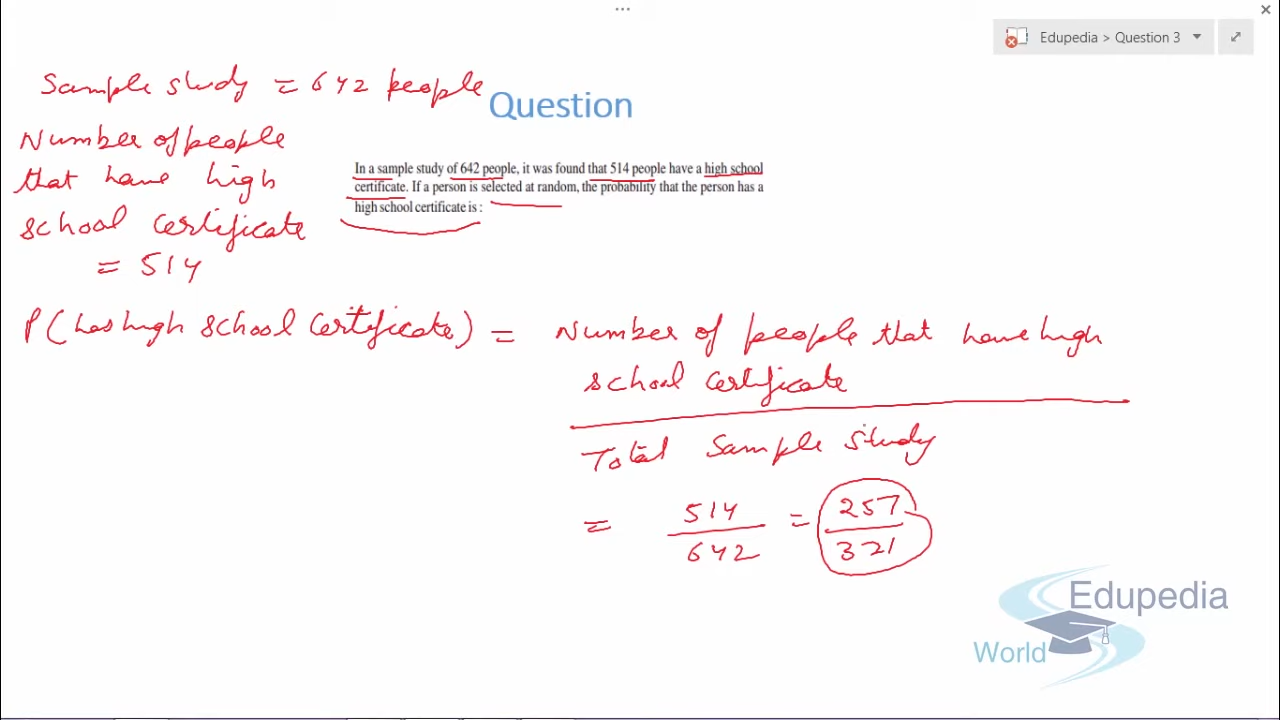 Edupedia > Question 3
Sample study = 642 people
Question
Number of people
that have high
school certificate
= 514
In a sample study of 642 people, it was found that 514 people have a high school
certificate. If a person is selected at random, the probability that the person has a
high school certificate is :
P(has high school certificate) = Number of people that have high
school certificate
Total Sample study
= 514/642 = 257/321
Edupedia
World